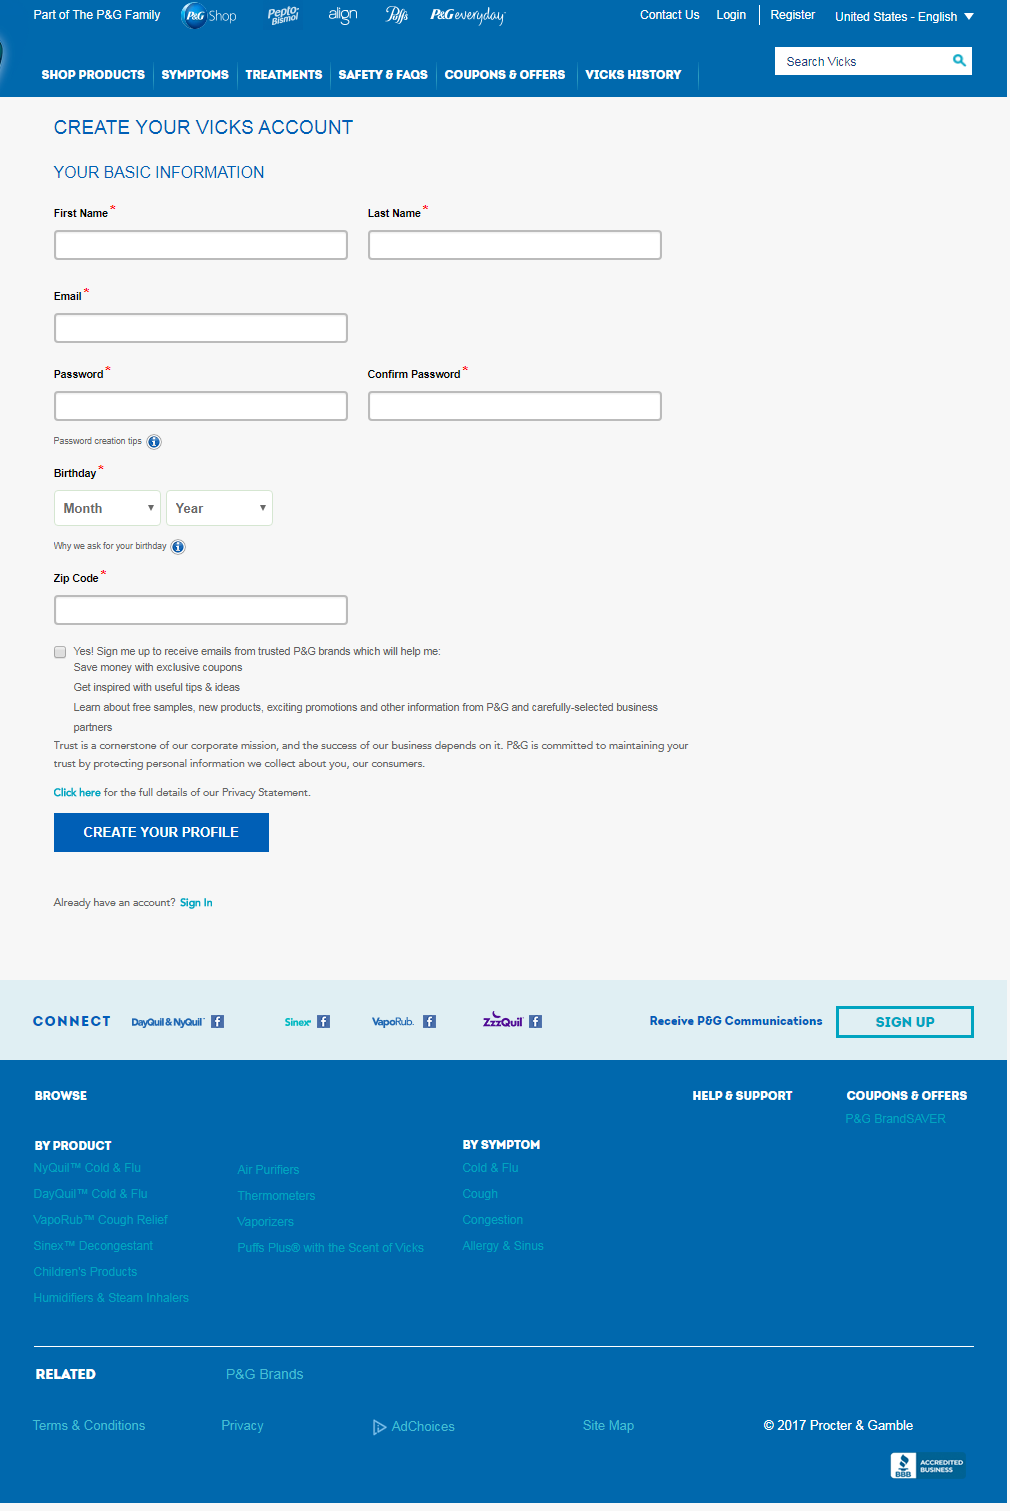 Part of The P&G Family P&G Shop Pepto Bismol align Puffs P&G everyday Contact Us Login Register United States - English
SHOP PRODUCTS SYMPTOMS TREATMENTS SAFETY & FAQS COUPONS & OFFERS VICKS HISTORY Search Vicks
CREATE YOUR VICKS ACCOUNT
YOUR BASIC INFORMATION
First Name* Last Name*
Email*
Password* Confirm Password*
Password creation tips i
Birthday*
Month Year
Why we ask for your birthday i
Zip Code*
Yes! Sign me up to receive emails from trusted P&G brands which will help me:
Save money with exclusive coupons
Get inspired with useful tips & ideas
Learn about free samples, new products, exciting promotions and other information from P&G and carefully-selected business
partners
Trust is a cornerstone of our corporate mission, and the success of our business depends on it. P&G is committed to maintaining your
trust by protecting personal information we collect about you, our consumers.
Click here for the full details of our Privacy Statement.
CREATE YOUR PROFILE
Already have an account? Sign In
CONNECT DayQuil & NyQuil f Sinex f VapoRub. f ZzzQuil f Receive P&G Communications SIGN UP
BROWSE HELP & SUPPORT COUPONS & OFFERS
P&G BrandSAVER
BY PRODUCT BY SYMPTOM
NyQuil™ Cold & Flu Air Purifiers Cold & Flu
DayQuil™ Cold & Flu Thermometers Cough
VapoRub™ Cough Relief Vaporizers Congestion
Sinex™ Decongestant Puffs Plus® with the Scent of Vicks Allergy & Sinus
Children's Products
Humidifiers & Steam Inhalers
RELATED P&G Brands
Terms & Conditions Privacy AdChoices Site Map © 2017 Procter & Gamble
BBB ACCREDITED
BUSINESS